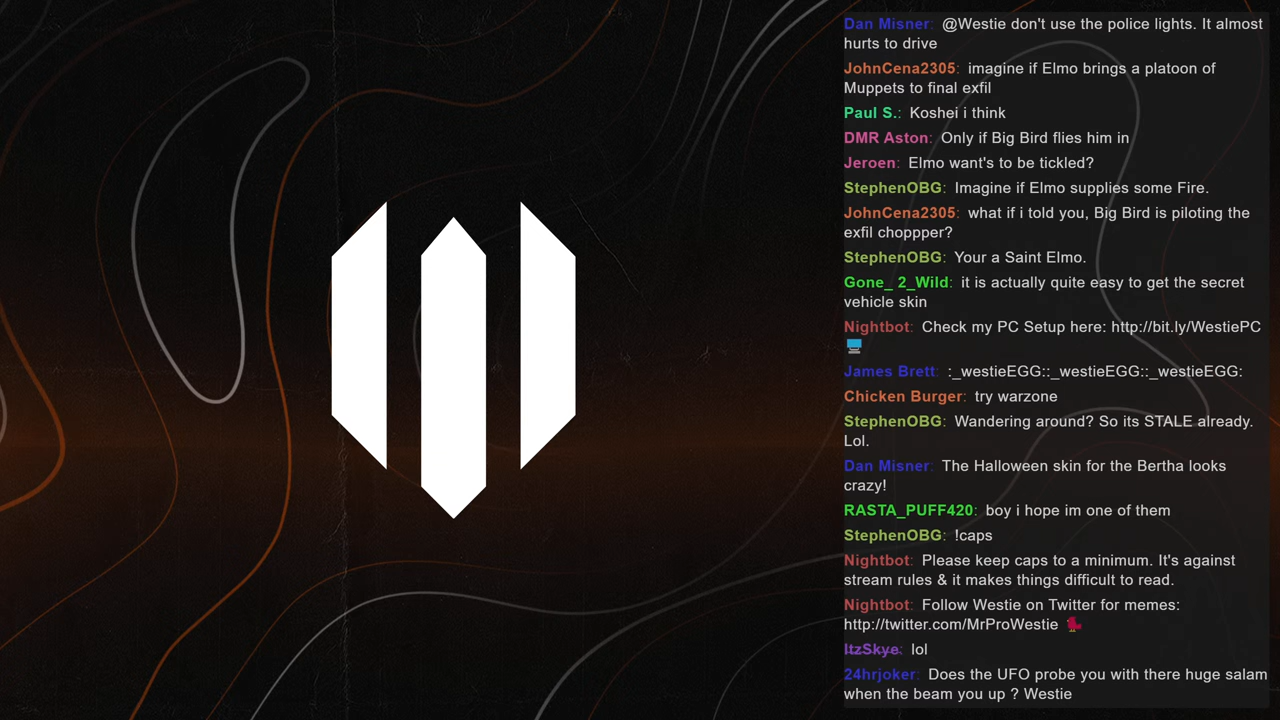 Dan Misner: @Westie don't use the police lights. It almost
hurts to drive
JohnCena2305: imagine if Elmo brings a platoon of
Muppets to final exfil
Paul S.: Koshei i think
DMR Aston: Only if Big Bird flies him in
Jeroen: Elmo want's to be tickled?
StephenOBG: Imagine if Elmo supplies some Fire.
JohnCena2305: what if i told you, Big Bird is piloting the
exfil choppper?
StephenOBG: Your a Saint Elmo.
Gone_ 2_Wild: it is actually quite easy to get the secret
vehicle skin
Nightbot: Check my PC Setup here: http://bit.ly/WestiePC
James Brett: :_westieEGG::_westieEGG::_westieEGG:
Chicken Burger: try warzone
StephenOBG: Wandering around? So its STALE already.
Lol.
Dan Misner: The Halloween skin for the Bertha looks
crazy!
RASTA_PUFF420: boy i hope im one of them
StephenOBG: !caps
Nightbot: Please keep caps to a minimum. It's against
stream rules & it makes things difficult to read.
Nightbot: Follow Westie on Twitter for memes:
http://twitter.com/MrProWestie
ItzSkye: lol
24hrjoker: Does the UFO probe you with there huge salam
when the beam you up ? Westie